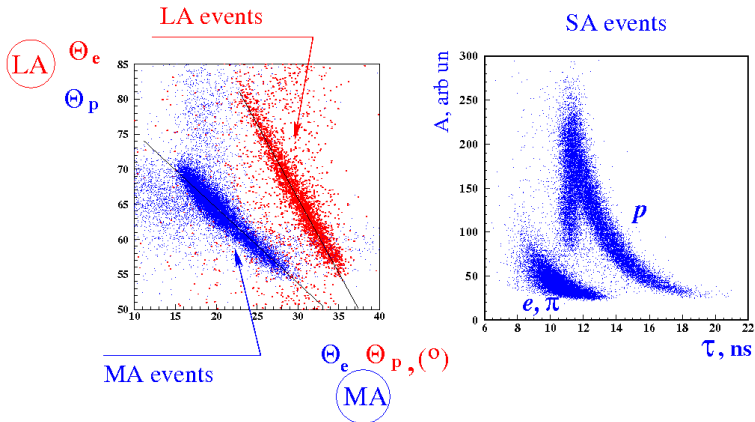 LA events
SA events
LA
Θe
Θp
A, arb un
85
80
75
70
65
60
55
50
10 15 20 25 30 35 40
300
250
200
150
100
50
0
p
e, π
6 8 10 12 14 16 18 20 22
τ, ns
MA events
Θe Θp, (o)
MA